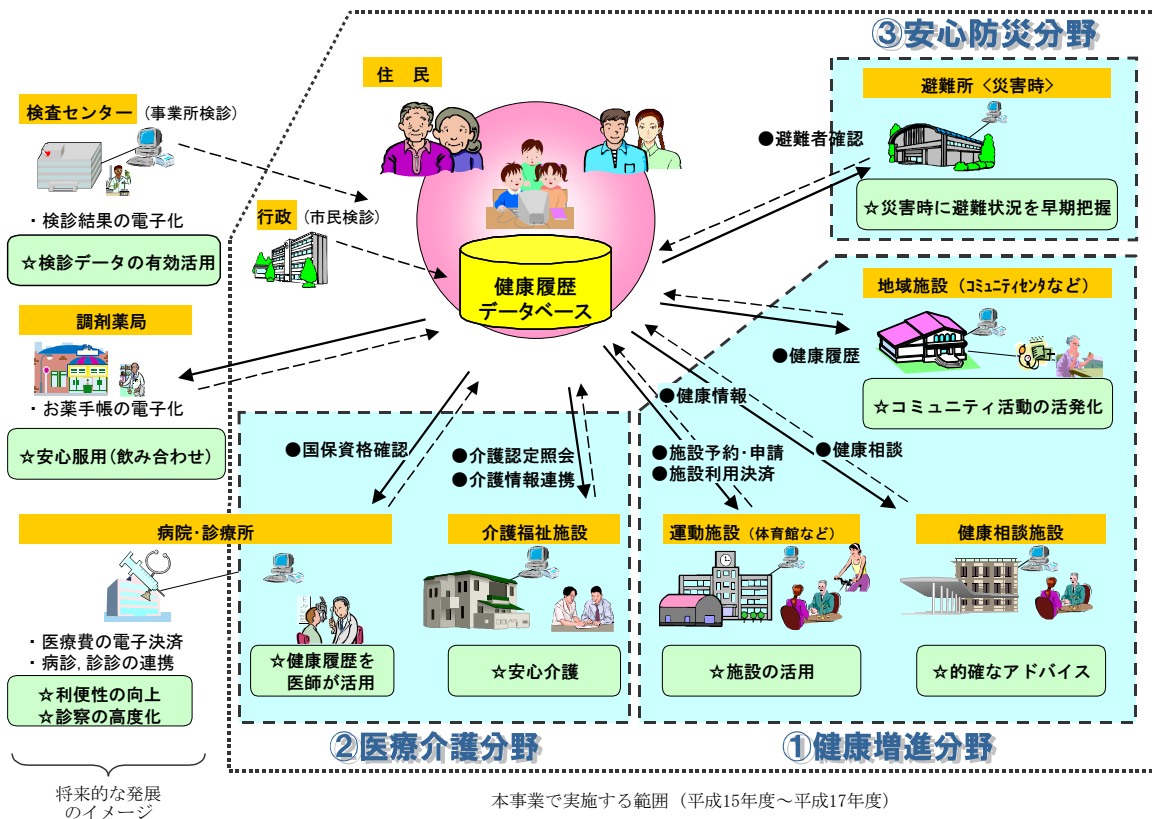 ③安心防災分野
住　民
避難所〈災害時〉
検査センター（事業所検診）
●避難者確認
・検診結果の電子化
行政（市民検診）
☆災害時に避難状況を早期把握
☆検診データの有効活用
健康履歴
データベース
地域施設（ｺﾐｭﾆﾃｨｾﾝﾀなど）
調剤薬局
●健康履歴
・お薬手帳の電子化
●健康情報
☆コミュニティ活動の活発化
☆安心服用(飲み合わせ)
●国保資格確認
●介護認定照会
●介護情報連携
●施設予約・申請
●施設利用決済
●健康相談
病院・診療所
介護福祉施設
運動施設（体育館など）
健康相談施設
・医療費の電子決済
・病診,診診の連携
☆健康履歴を
医師が活用
☆安心介護
☆施設の活用
☆的確なアドバイス
☆利便性の向上
☆診察の高度化
②医療介護分野
①健康増進分野
将来的な発展
のイメージ
本事業で実施する範囲（平成15年度～平成17年度）